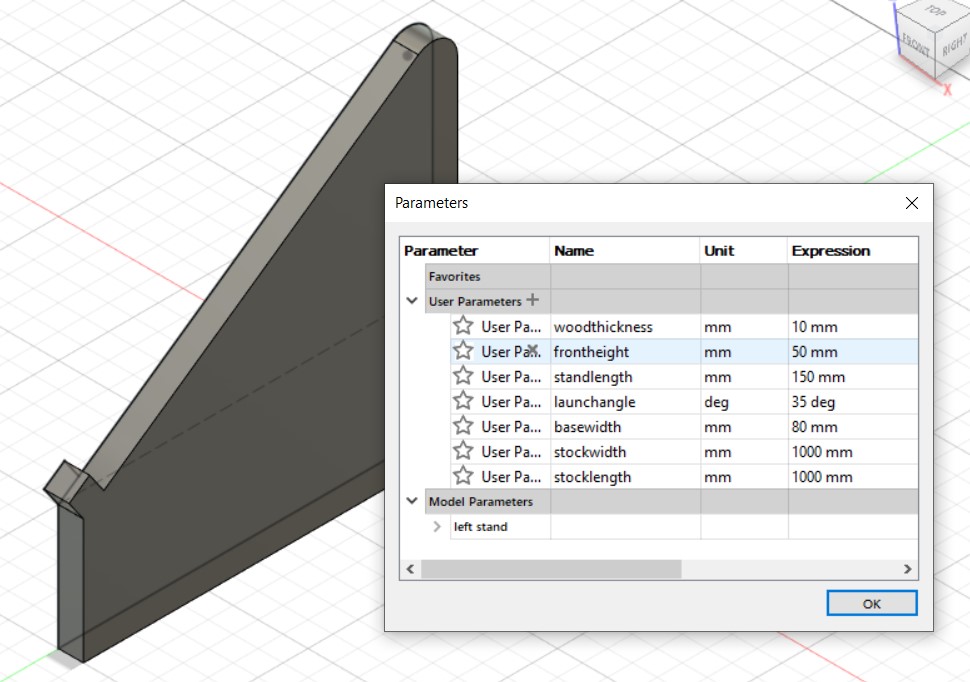 TOP
FRONT
RIGHT
X
Parameters
Parameter Name Unit Expression
Favorites
User Parameters
User Pa... woodthickness mm 10 mm
User Pa... frontheight mm 50 mm
User Pa... standlength mm 150 mm
User Pa... launchangle deg 35 deg
User Pa... basewidth mm 80 mm
User Pa... stockwidth mm 1000 mm
User Pa... stocklength mm 1000 mm
Model Parameters
left stand
OK